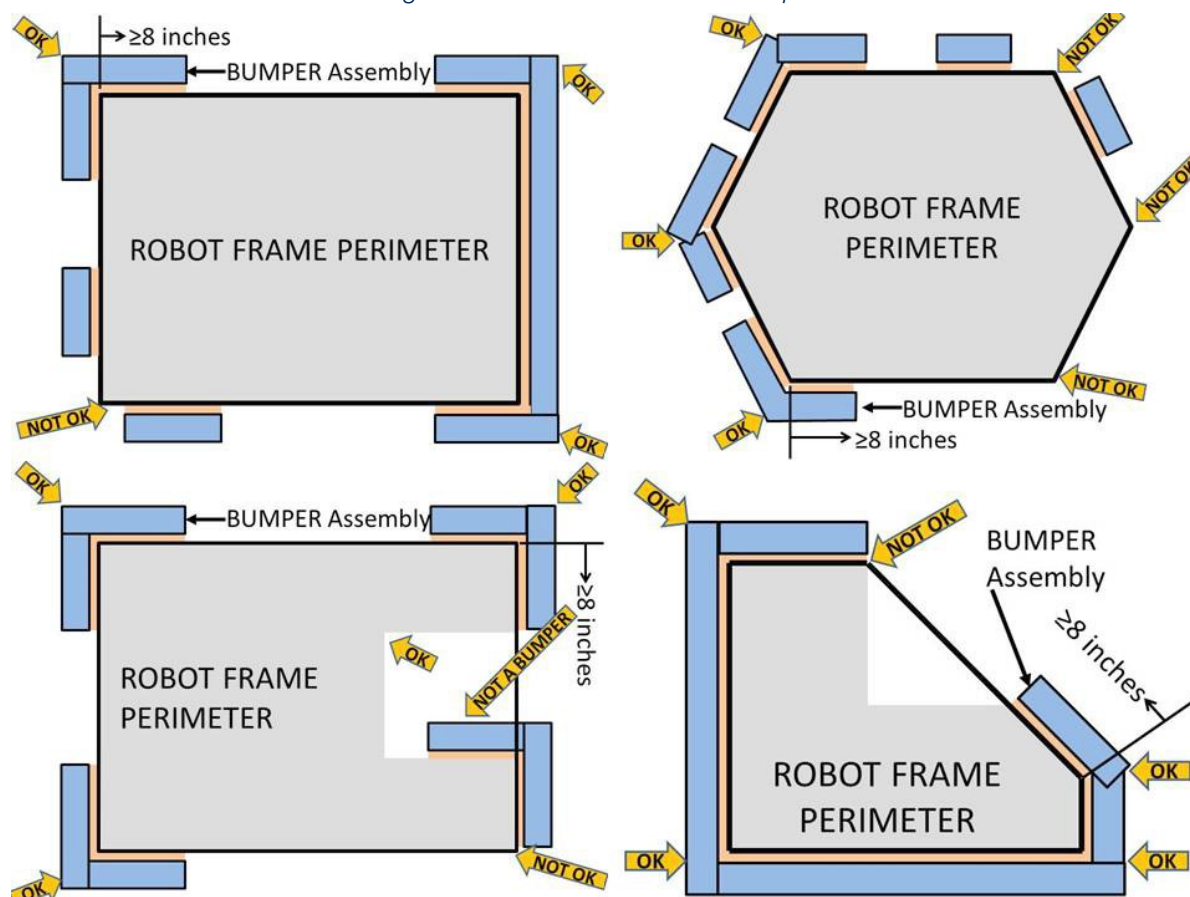 OK
≥8 inches
BUMPER Assembly
OK
ROBOT FRAME PERIMETER
NOT OK
OK
OK
NOT OK
ROBOT FRAME
PERIMETER
NOT OK
OK
NOT OK
BUMPER Assembly
OK
≥8 inches
OK
OK
BUMPER Assembly
≥8 inches
OK
NOT A BUMPER
ROBOT FRAME
PERIMETER
OK
NOT OK
OK
NOT OK
BUMPER
Assembly
≥8 inches
OK
ROBOT FRAME
PERIMETER
OK
OK